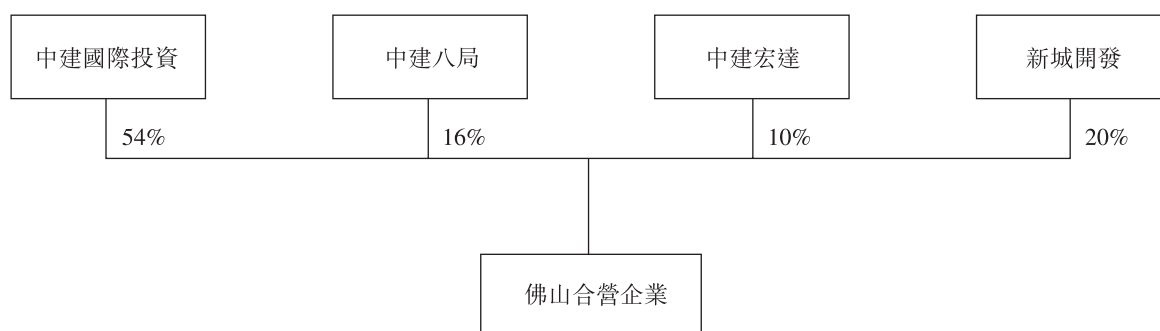 中建國際投資
中建八局
中建宏達
新城開發
54%
16%
10%
20%
佛山合營企業